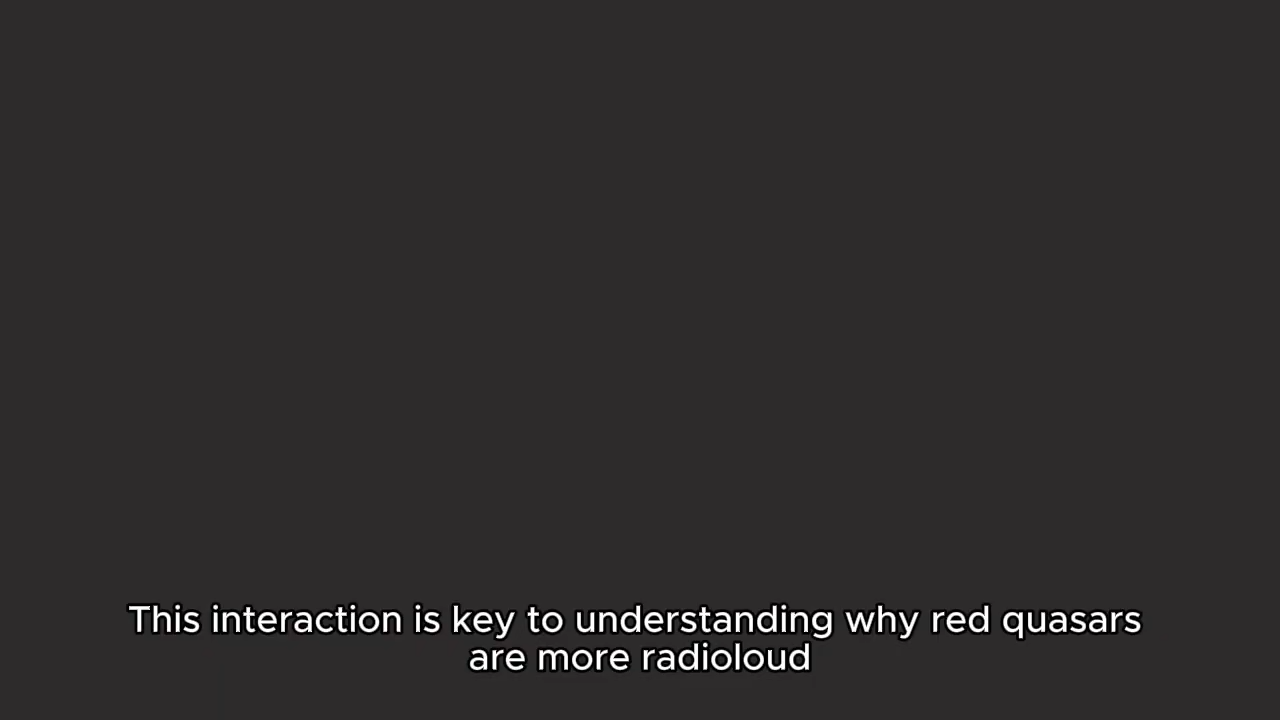 This interaction is key to understanding why red quasars
are more radioloud